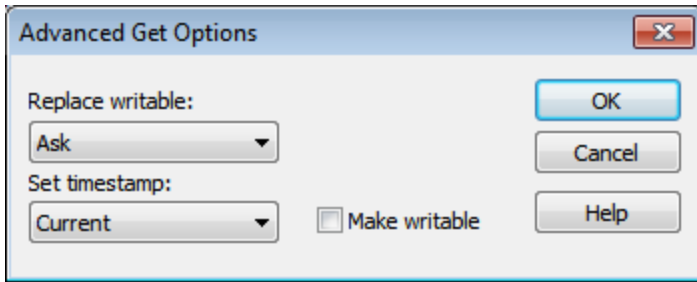 Advanced Get Options
Replace writable:
OK
Ask
Cancel
Set timestamp:
Current
Make writable
Help